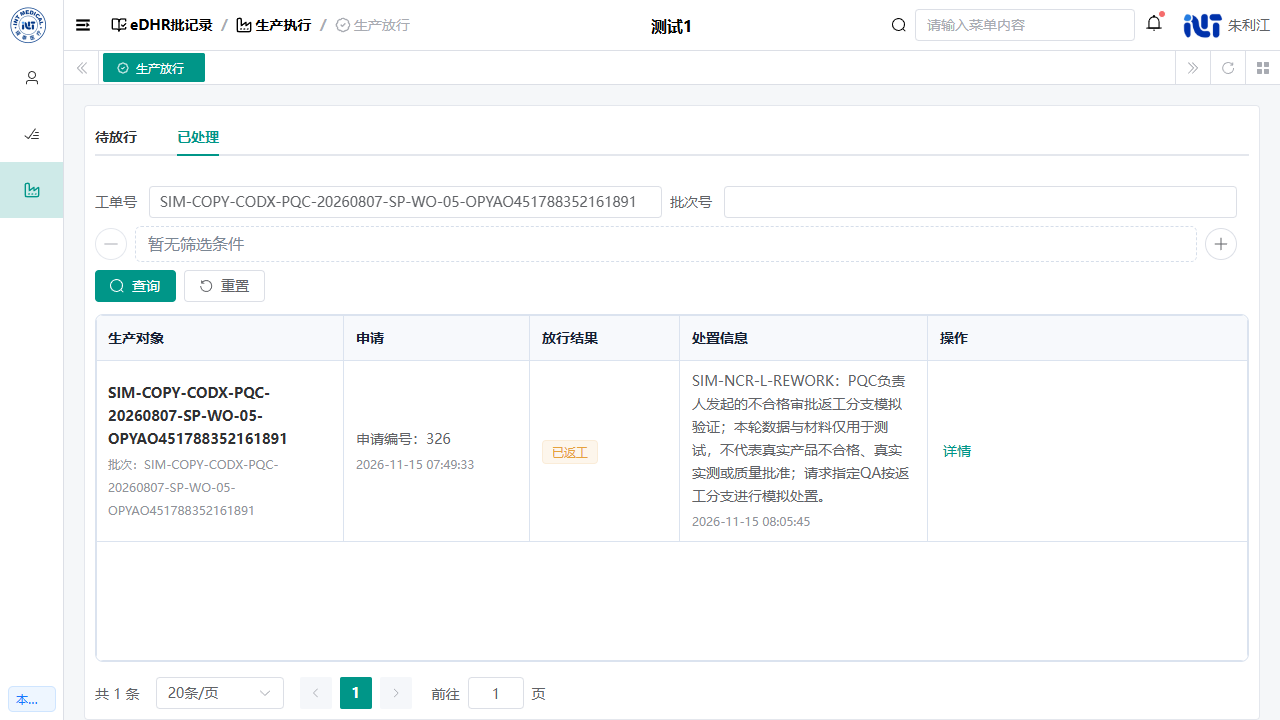 eDHR批记录 / 生产执行 / 生产放行
测试1
请输入菜单内容
朱利江
生产放行
待放行
已处理
工单号
SIM-COPY-CODX-PQC-20260807-SP-WO-05-OPYAO451788352161891
批次号
暂无筛选条件
查询
重置
生产对象
申请
放行结果
处置信息
操作
SIM-COPY-CODX-PQC-
20260807-SP-WO-05-
OPYAO451788352161891
批次：SIM-COPY-CODX-PQC-
20260807-SP-WO-05-
OPYAO451788352161891
申请编号：326
2026-11-15 07:49:33
已返工
SIM-NCR-L-REWORK：PQC负责
人发起的不合格审批返工分支模拟
验证；本轮数据与材料仅用于测
试，不代表真实产品不合格、真实
实测或质量批准；请求指定QA按返
工分支进行模拟处置。
2026-11-15 08:05:45
详情
共 1 条
20条/页
1
前往
1
页
本...